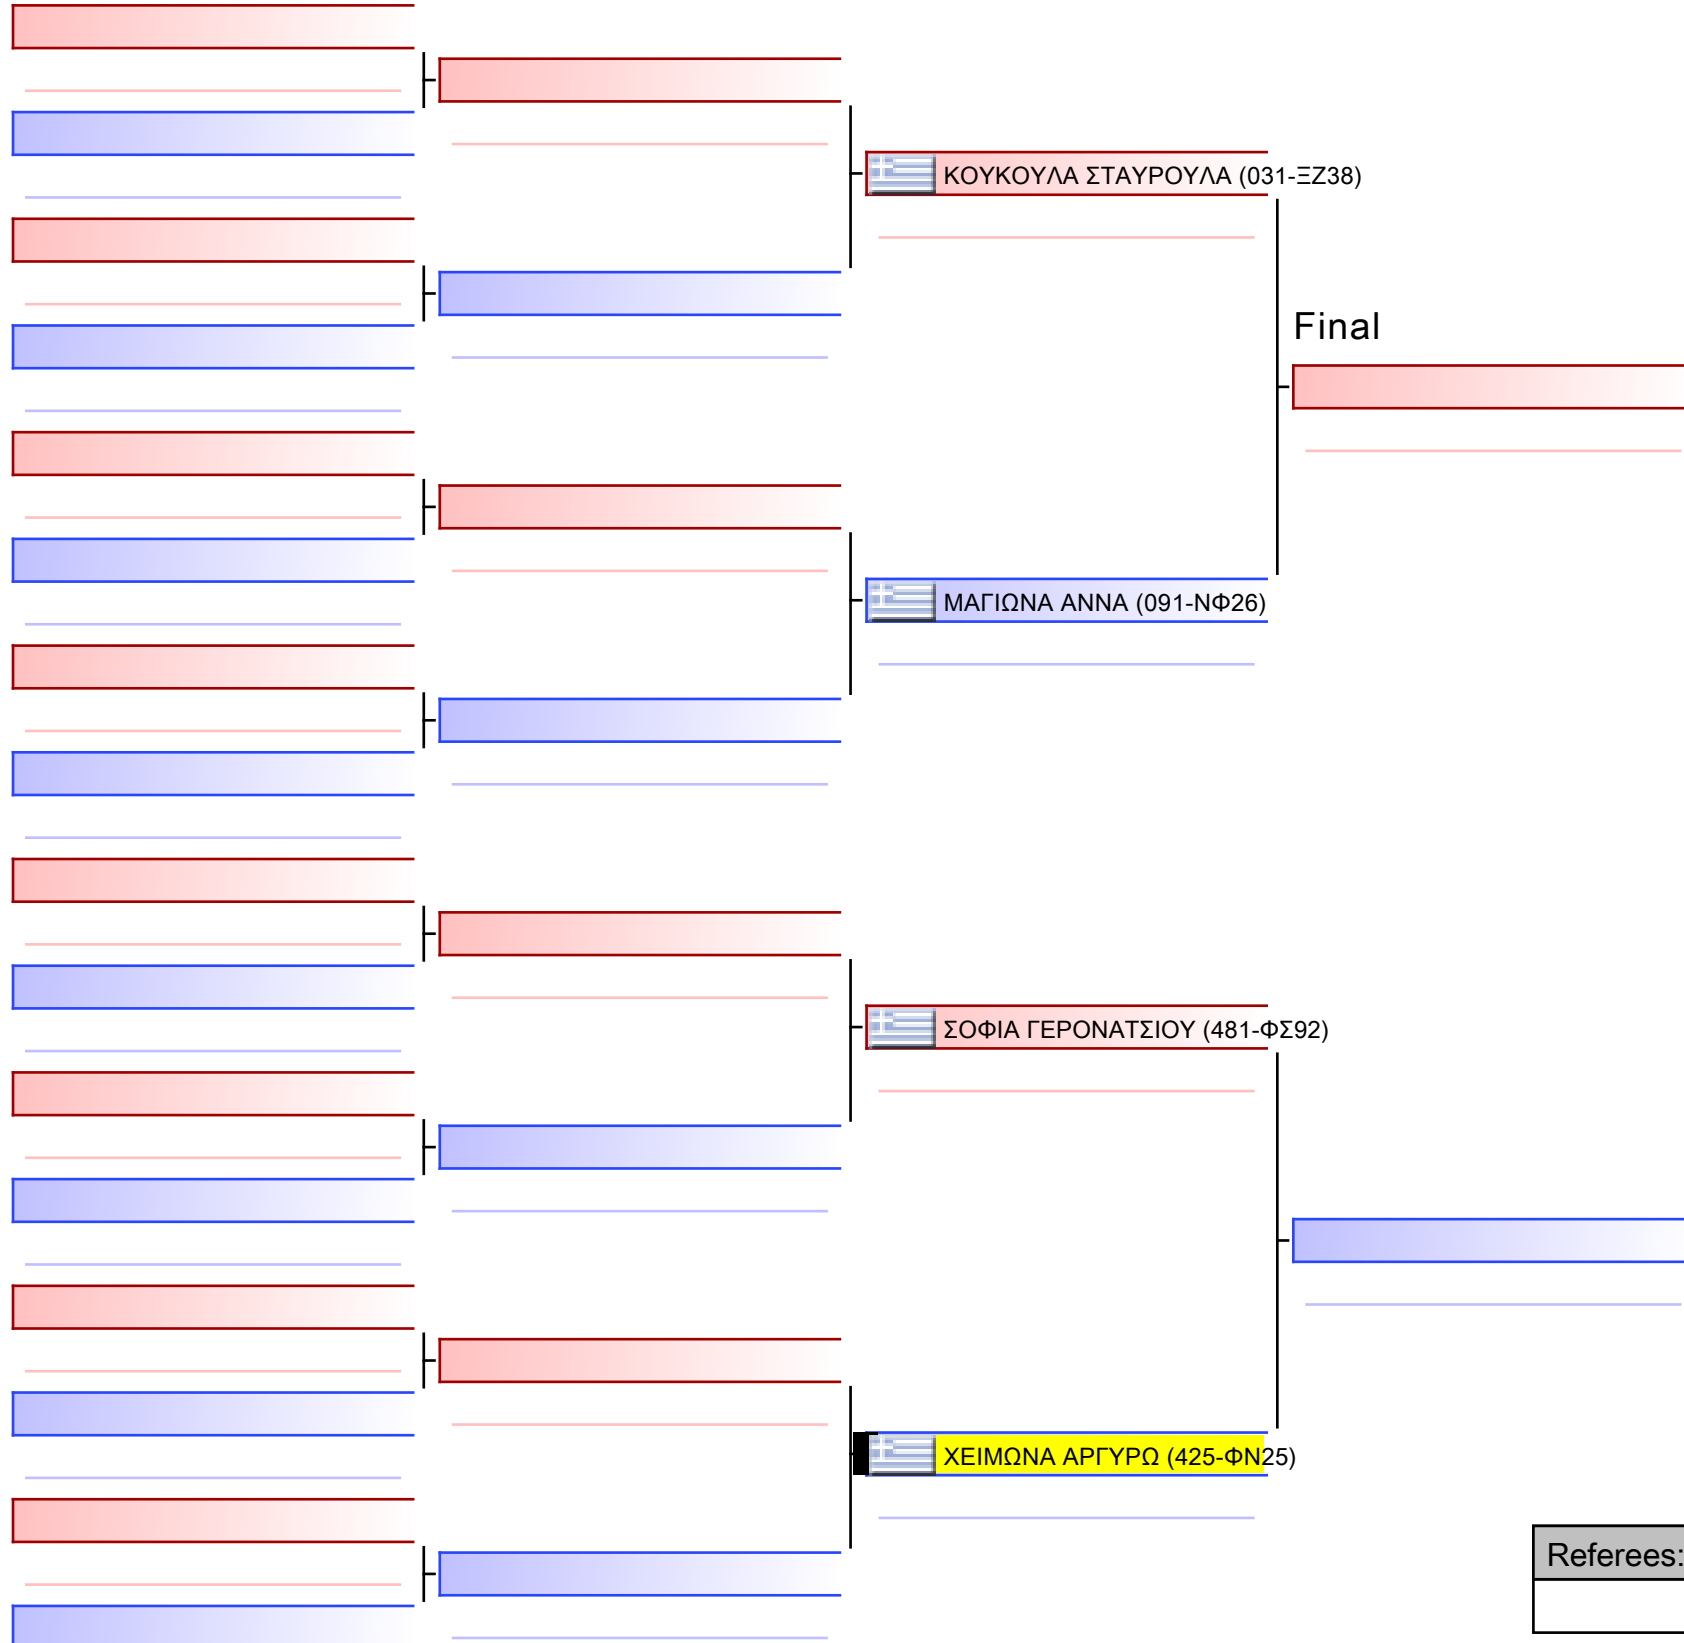 ΚΟΥΚΟΥΛΑ ΣΤΑΥΡΟΥΛΑ (031-ΞΖ38)
Final
ΜΑΓΙΩΝΑ ΑΝΝΑ (091-ΝΦ26)
ΣΟΦΙΑ ΓΕΡΟΝΑΤΣΙΟΥ (481-ΦΣ92)
ΧΕΙΜΩΝΑ ΑΡΓΥΡΩ (425-ΦΝ25)
Referees: